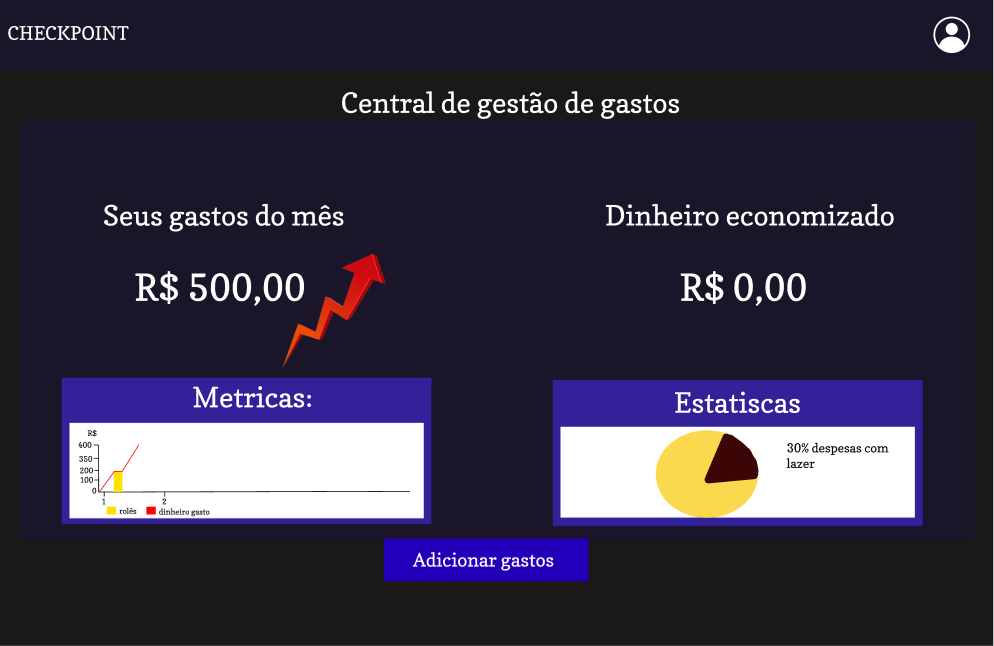 CHECKPOINT
Central de gestão de gastos
Seus gastos do mês
R$ 500,00
Dinheiro economizado
R$ 0,00
Metricas:
R$
400
350
200
100
0
1
2
rolês
dinheiro gasto
Estatiscas
30% despesas com
lazer
Adicionar gastos